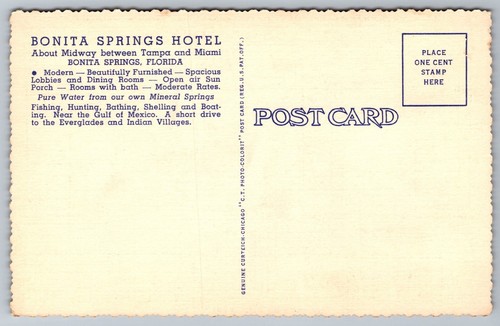 BONITA SPRINGS HOTEL
About Midway between Tampa and Miami
BONITA SPRINGS, FLORIDA
● Modern — Beautifully Furnished — Spacious
Lobbies and Dining Rooms — Open air Sun
Porch — Rooms with bath — Moderate Rates.
Pure Water from our own Mineral Springs
Fishing, Hunting, Bathing, Shelling and Boat-
ing. Near the Gulf of Mexico. A short drive
to the Everglades and Indian Villages.
GENUINE CURTEICH-CHICAGO "C.T. PHOTO-COLORIT" POST CARD (REG. U.S. PAT. OFF.)
POST CARD
PLACE
ONE CENT
STAMP
HERE